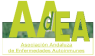 AdEA
Asociación Andaluza
de Enfermedades Autoinmunes